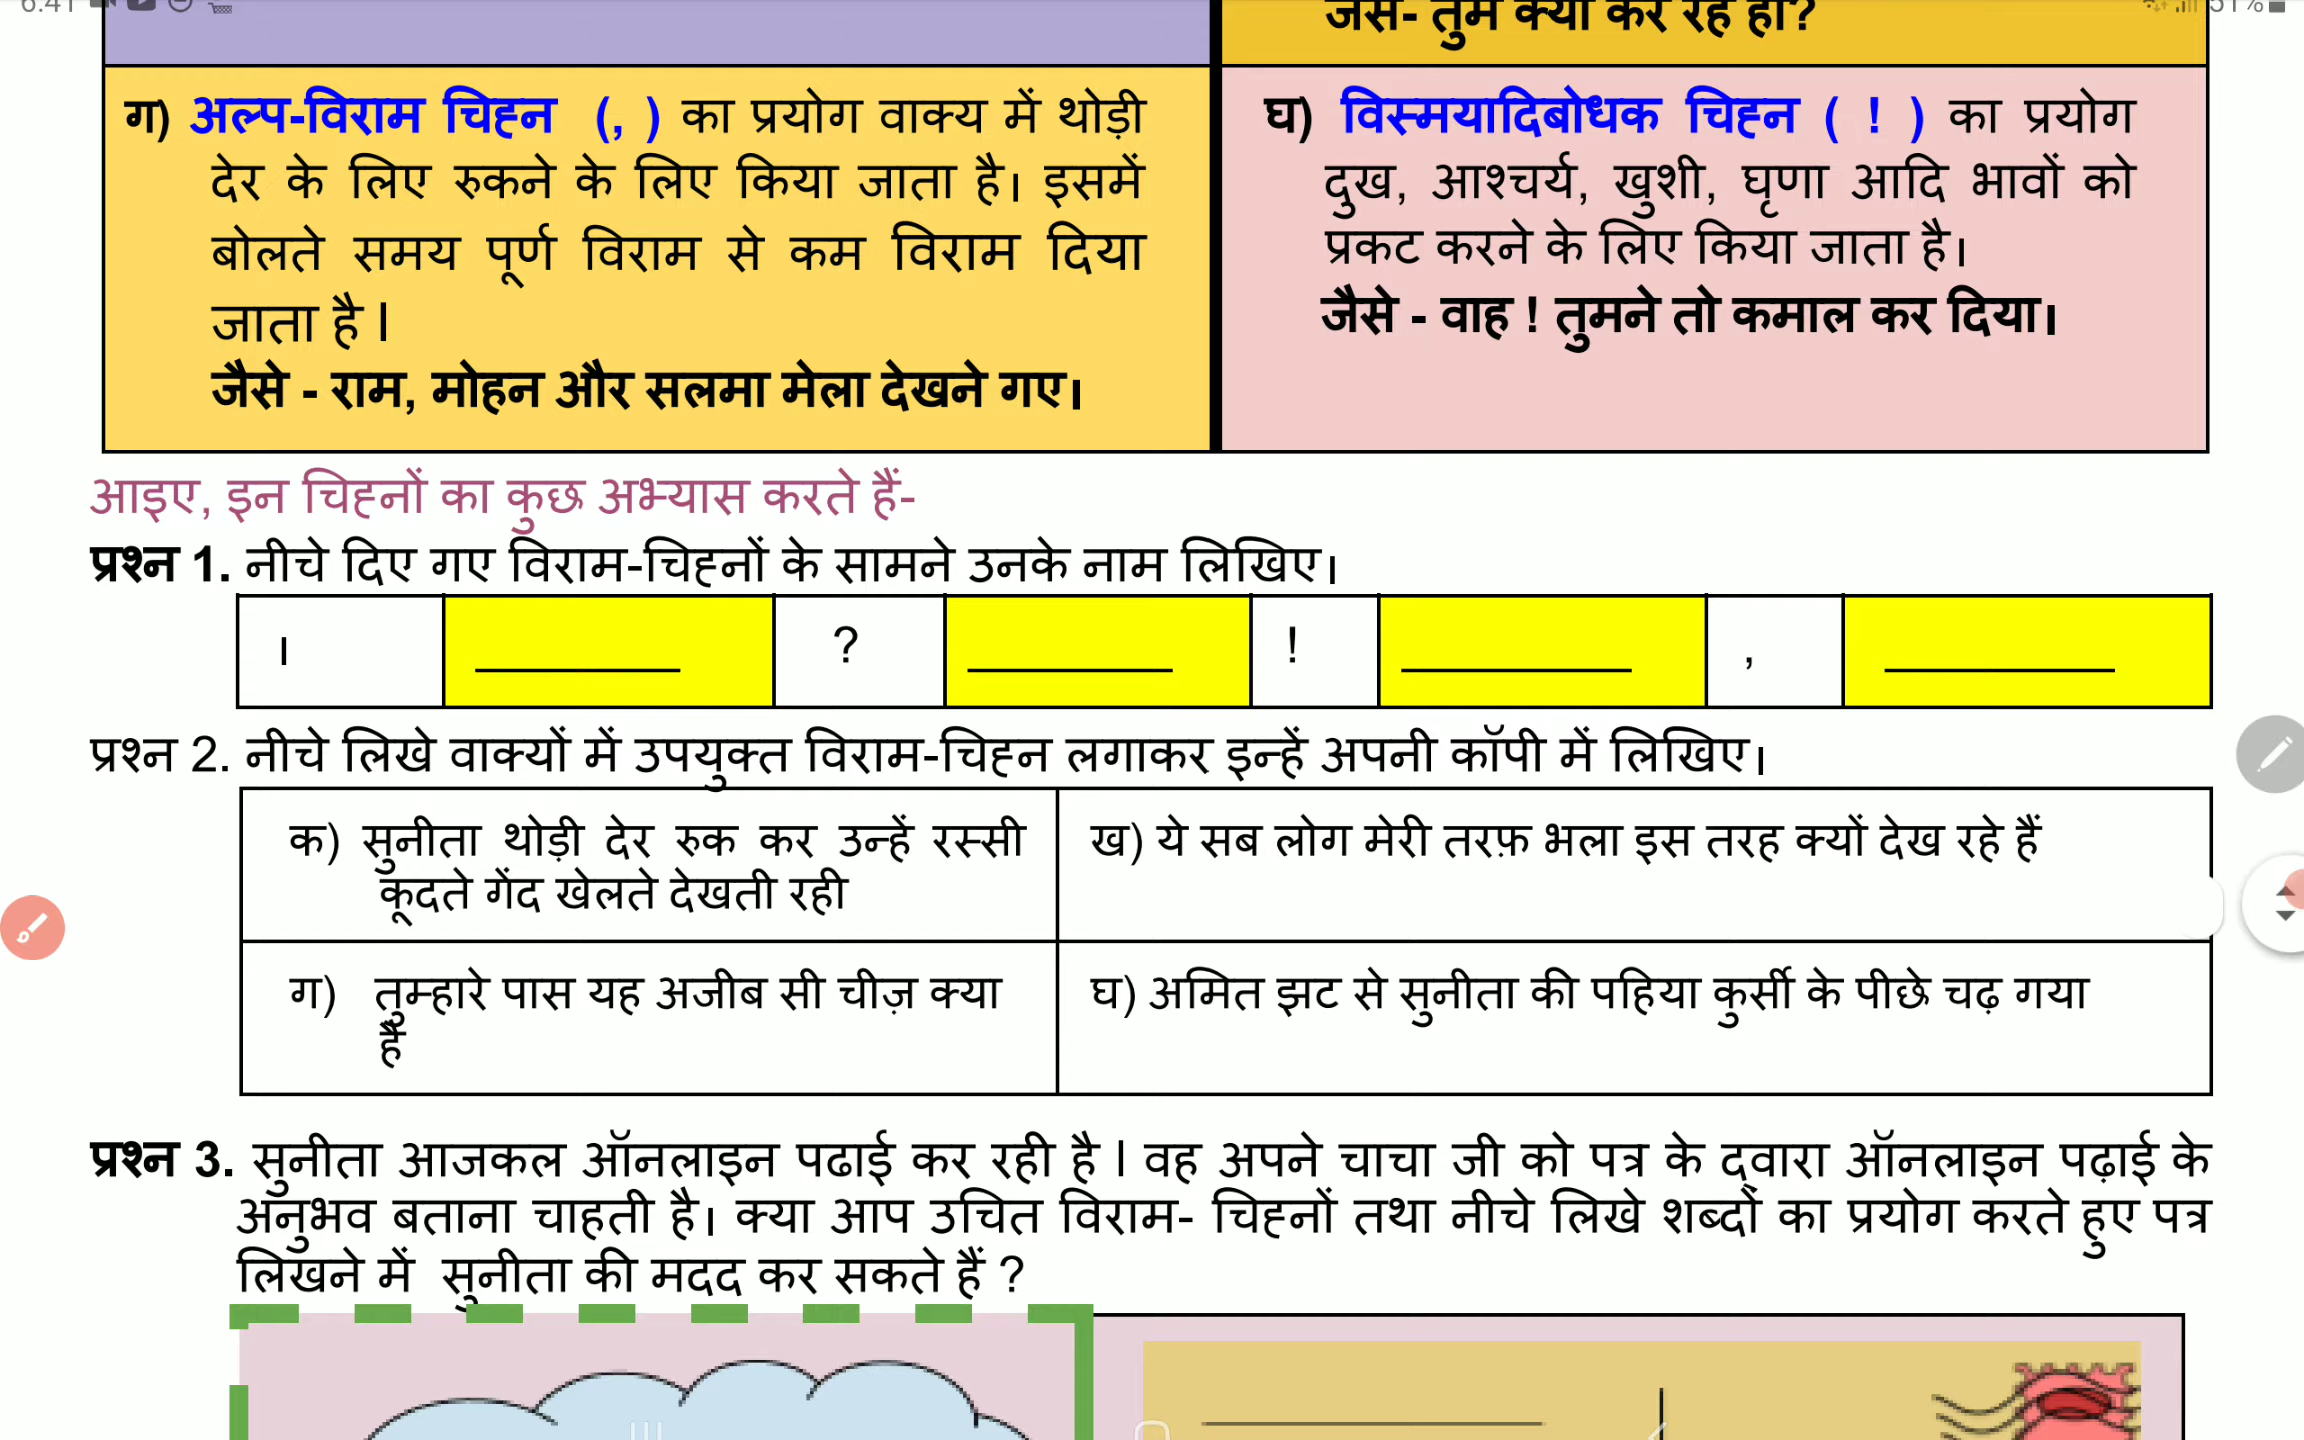 जैसे- तुम क्या कर रहे हो?
ग) अल्प-विराम चिह्न (, ) का प्रयोग वाक्य में थोड़ी
देर के लिए रुकने के लिए किया जाता है। इसमें
बोलते समय पूर्ण विराम से कम विराम दिया
जाता है l
जैसे - राम, मोहन और सलमा मेला देखने गए।
घ) विस्मयादिबोधक चिह्न ( ! ) का प्रयोग
दुख, आश्चर्य, खुशी, घृणा आदि भावों को
प्रकट करने के लिए किया जाता है।
जैसे - वाह ! तुमने तो कमाल कर दिया।
आइए, इन चिह्नों का कुछ अभ्यास करते हैं-
प्रश्न 1. नीचे दिए गए विराम-चिह्नों के सामने उनके नाम लिखिए।
। _________ ? _________ ! __________ , __________
प्रश्न 2. नीचे लिखे वाक्यों में उपयुक्त विराम-चिह्न लगाकर इन्हें अपनी कॉपी में लिखिए।
क) सुनीता थोड़ी देर रुक कर उन्हें रस्सी
कूदते गेंद खेलते देखती रही
ख) ये सब लोग मेरी तरफ़ भला इस तरह क्यों देख रहे हैं
ग) तुम्हारे पास यह अजीब सी चीज़ क्या
है
घ) अमित झट से सुनीता की पहिया कुर्सी के पीछे चढ़ गया
प्रश्न 3. सुनीता आजकल ऑनलाइन पढाई कर रही है l वह अपने चाचा जी को पत्र के द्वारा ऑनलाइन पढ़ाई के
अनुभव बताना चाहती है। क्या आप उचित विराम- चिह्नों तथा नीचे लिखे शब्दों का प्रयोग करते हुए पत्र
लिखने में सुनीता की मदद कर सकते हैं ?